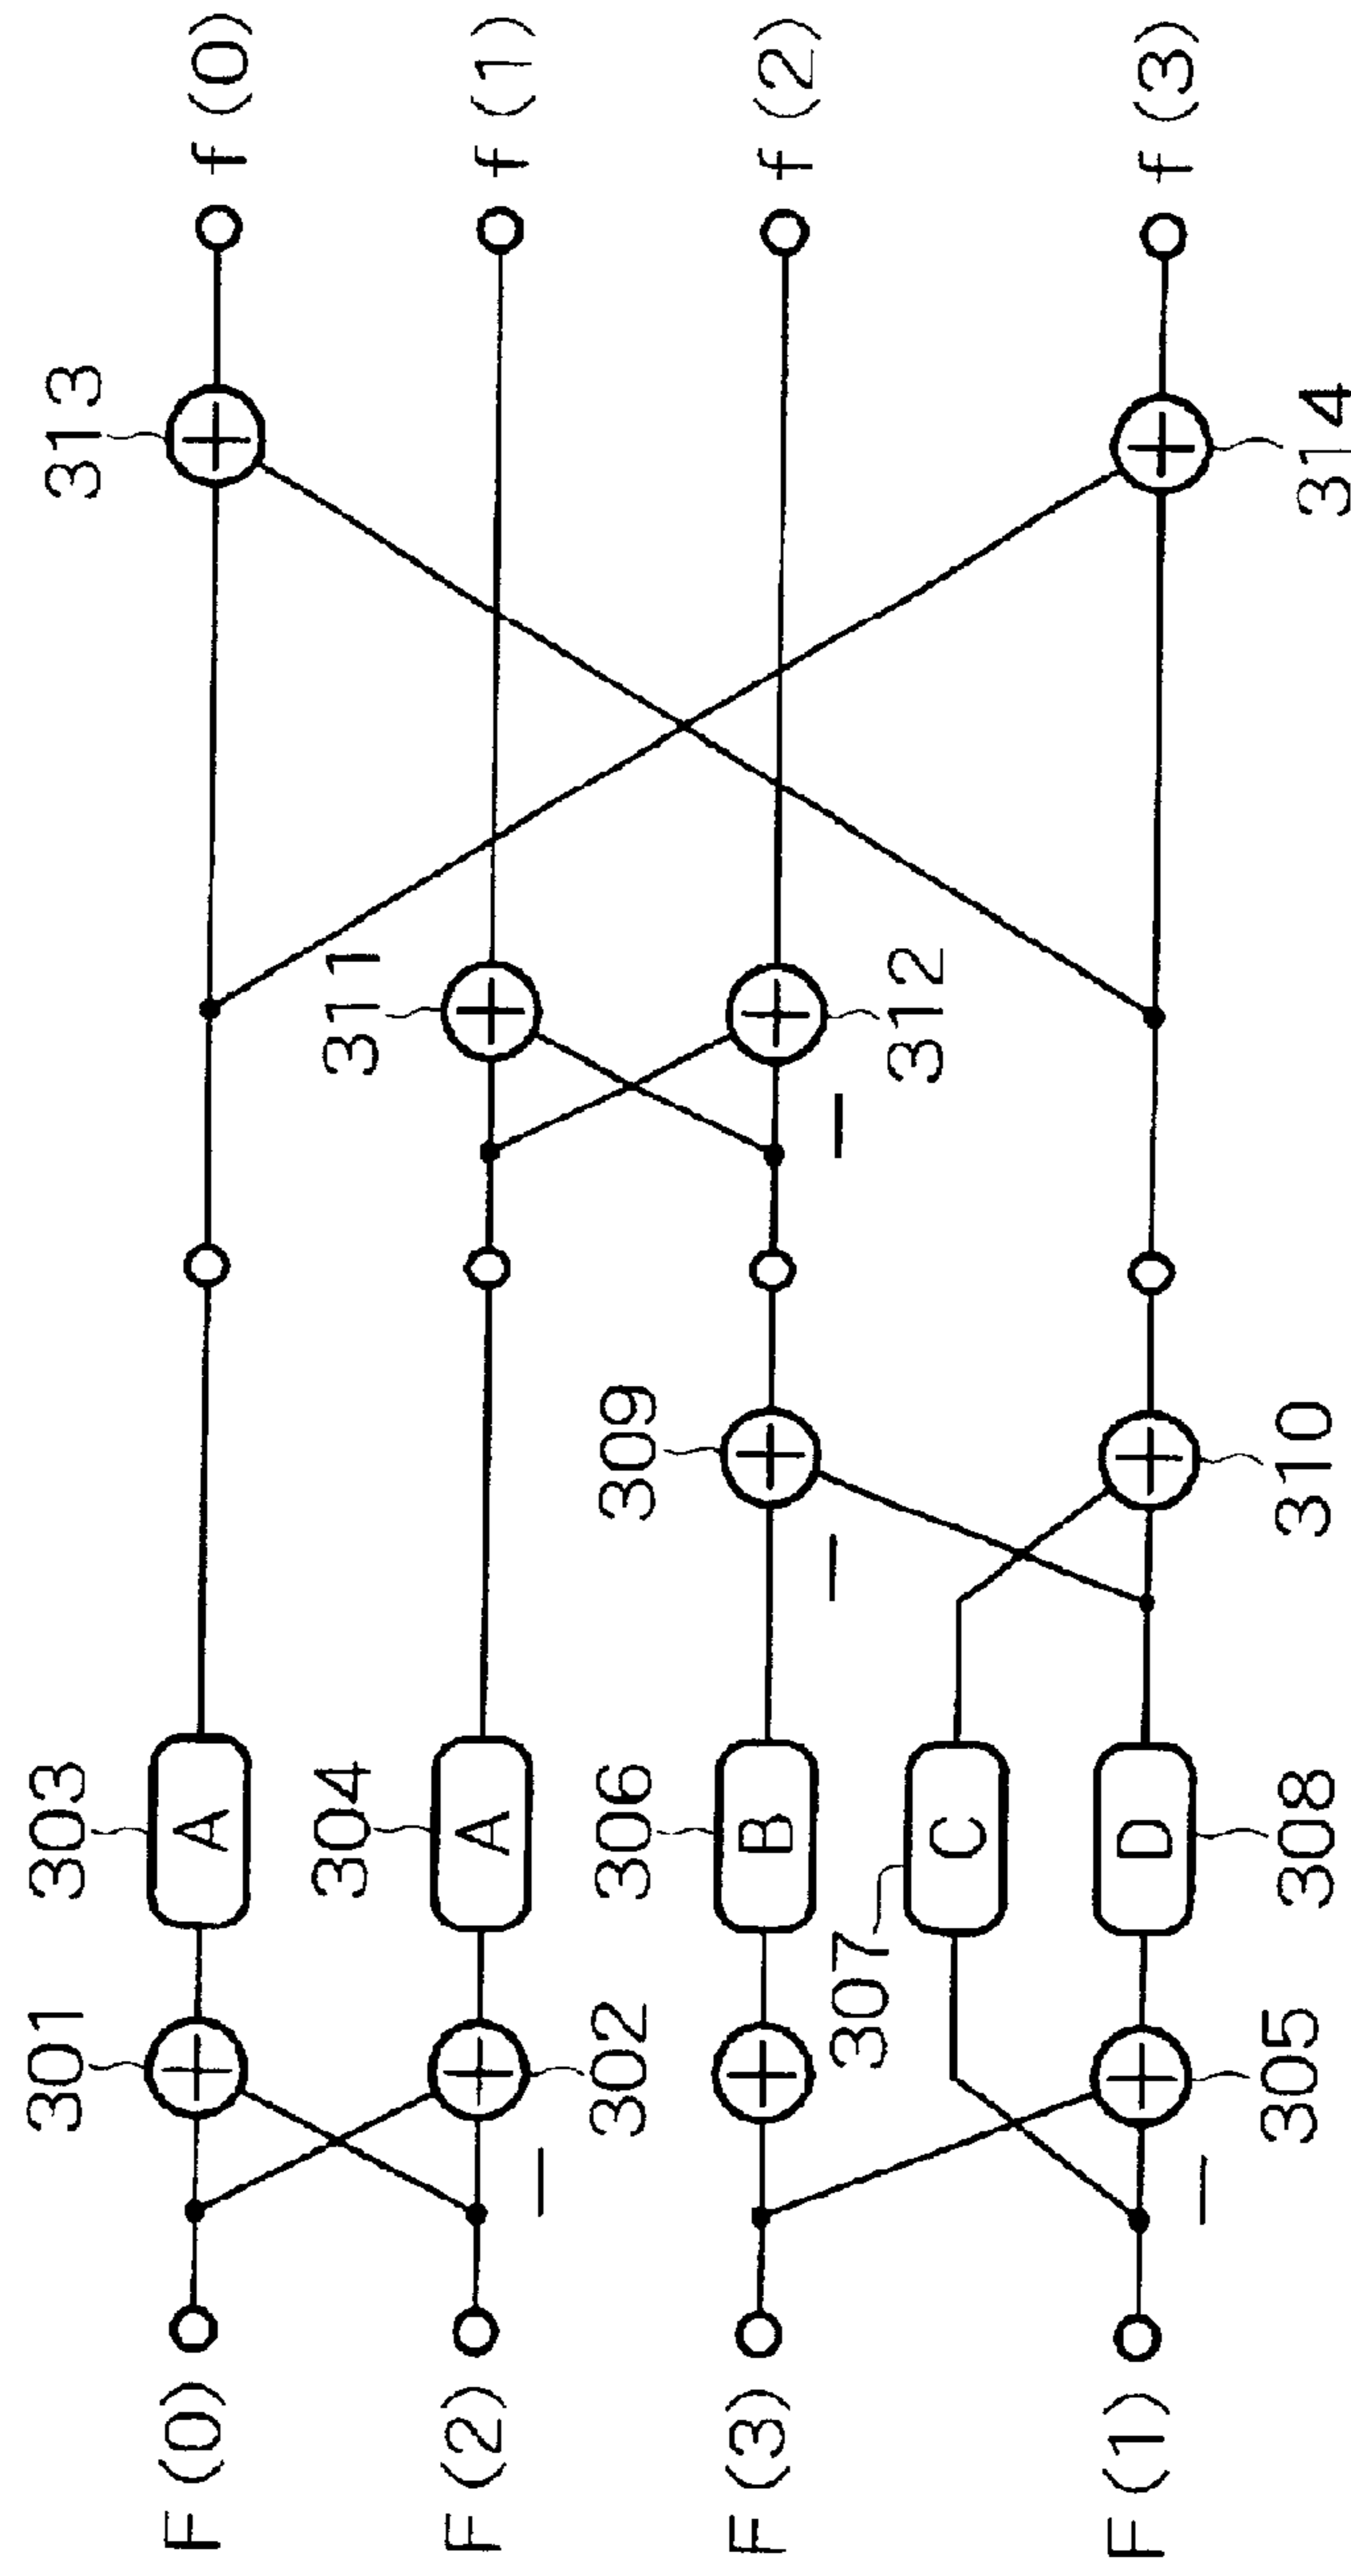 F(0) 301 303 A 313 f(0)
F(2) 302 304 A 311 f(1)
F(3) 306 B 309 312 f(2)
307 C
F(1) 305 308 D 310 314 f(3)